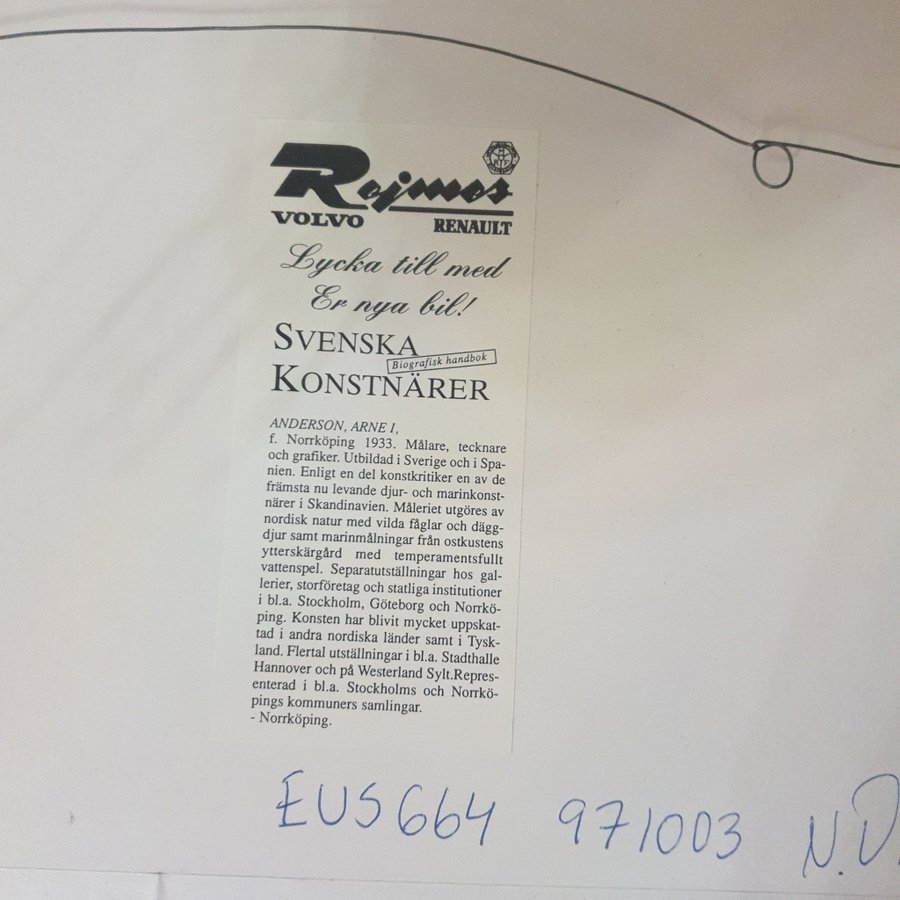 Rejmes
VOLVO RENAULT
Lycka till med
Er nya bil!
SVENSKA
Biografisk handbok
KONSTNÄRER
ANDERSON, ARNE I,
f. Norrköping 1933. Målare, tecknare
och grafiker. Utbildad i Sverige och i Spa-
nien. Enligt en del konstkritiker en av de
främsta nu levande djur- och marinkonst-
närer i Skandinavien. Måleriet utgöres av
nordisk natur med vilda fåglar och dägg-
djur samt marinmålningar från ostkustens
ytterskärgård med temperamentsfullt
vattenspel. Separatutställningar hos gal-
lerier, storföretag och statliga institutioner
i bl.a. Stockholm, Göteborg och Norrkö-
ping. Konsten har blivit mycket uppskat-
tad i andra nordiska länder samt i Tysk-
land. Flertal utställningar i bl.a. Stadthalle
Hannover och på Westerland Sylt.Repres-
enterad i bl.a. Stockholms och Norrkö-
pings kommuners samlingar.
- Norrköping.
EUS664 971003 N.D